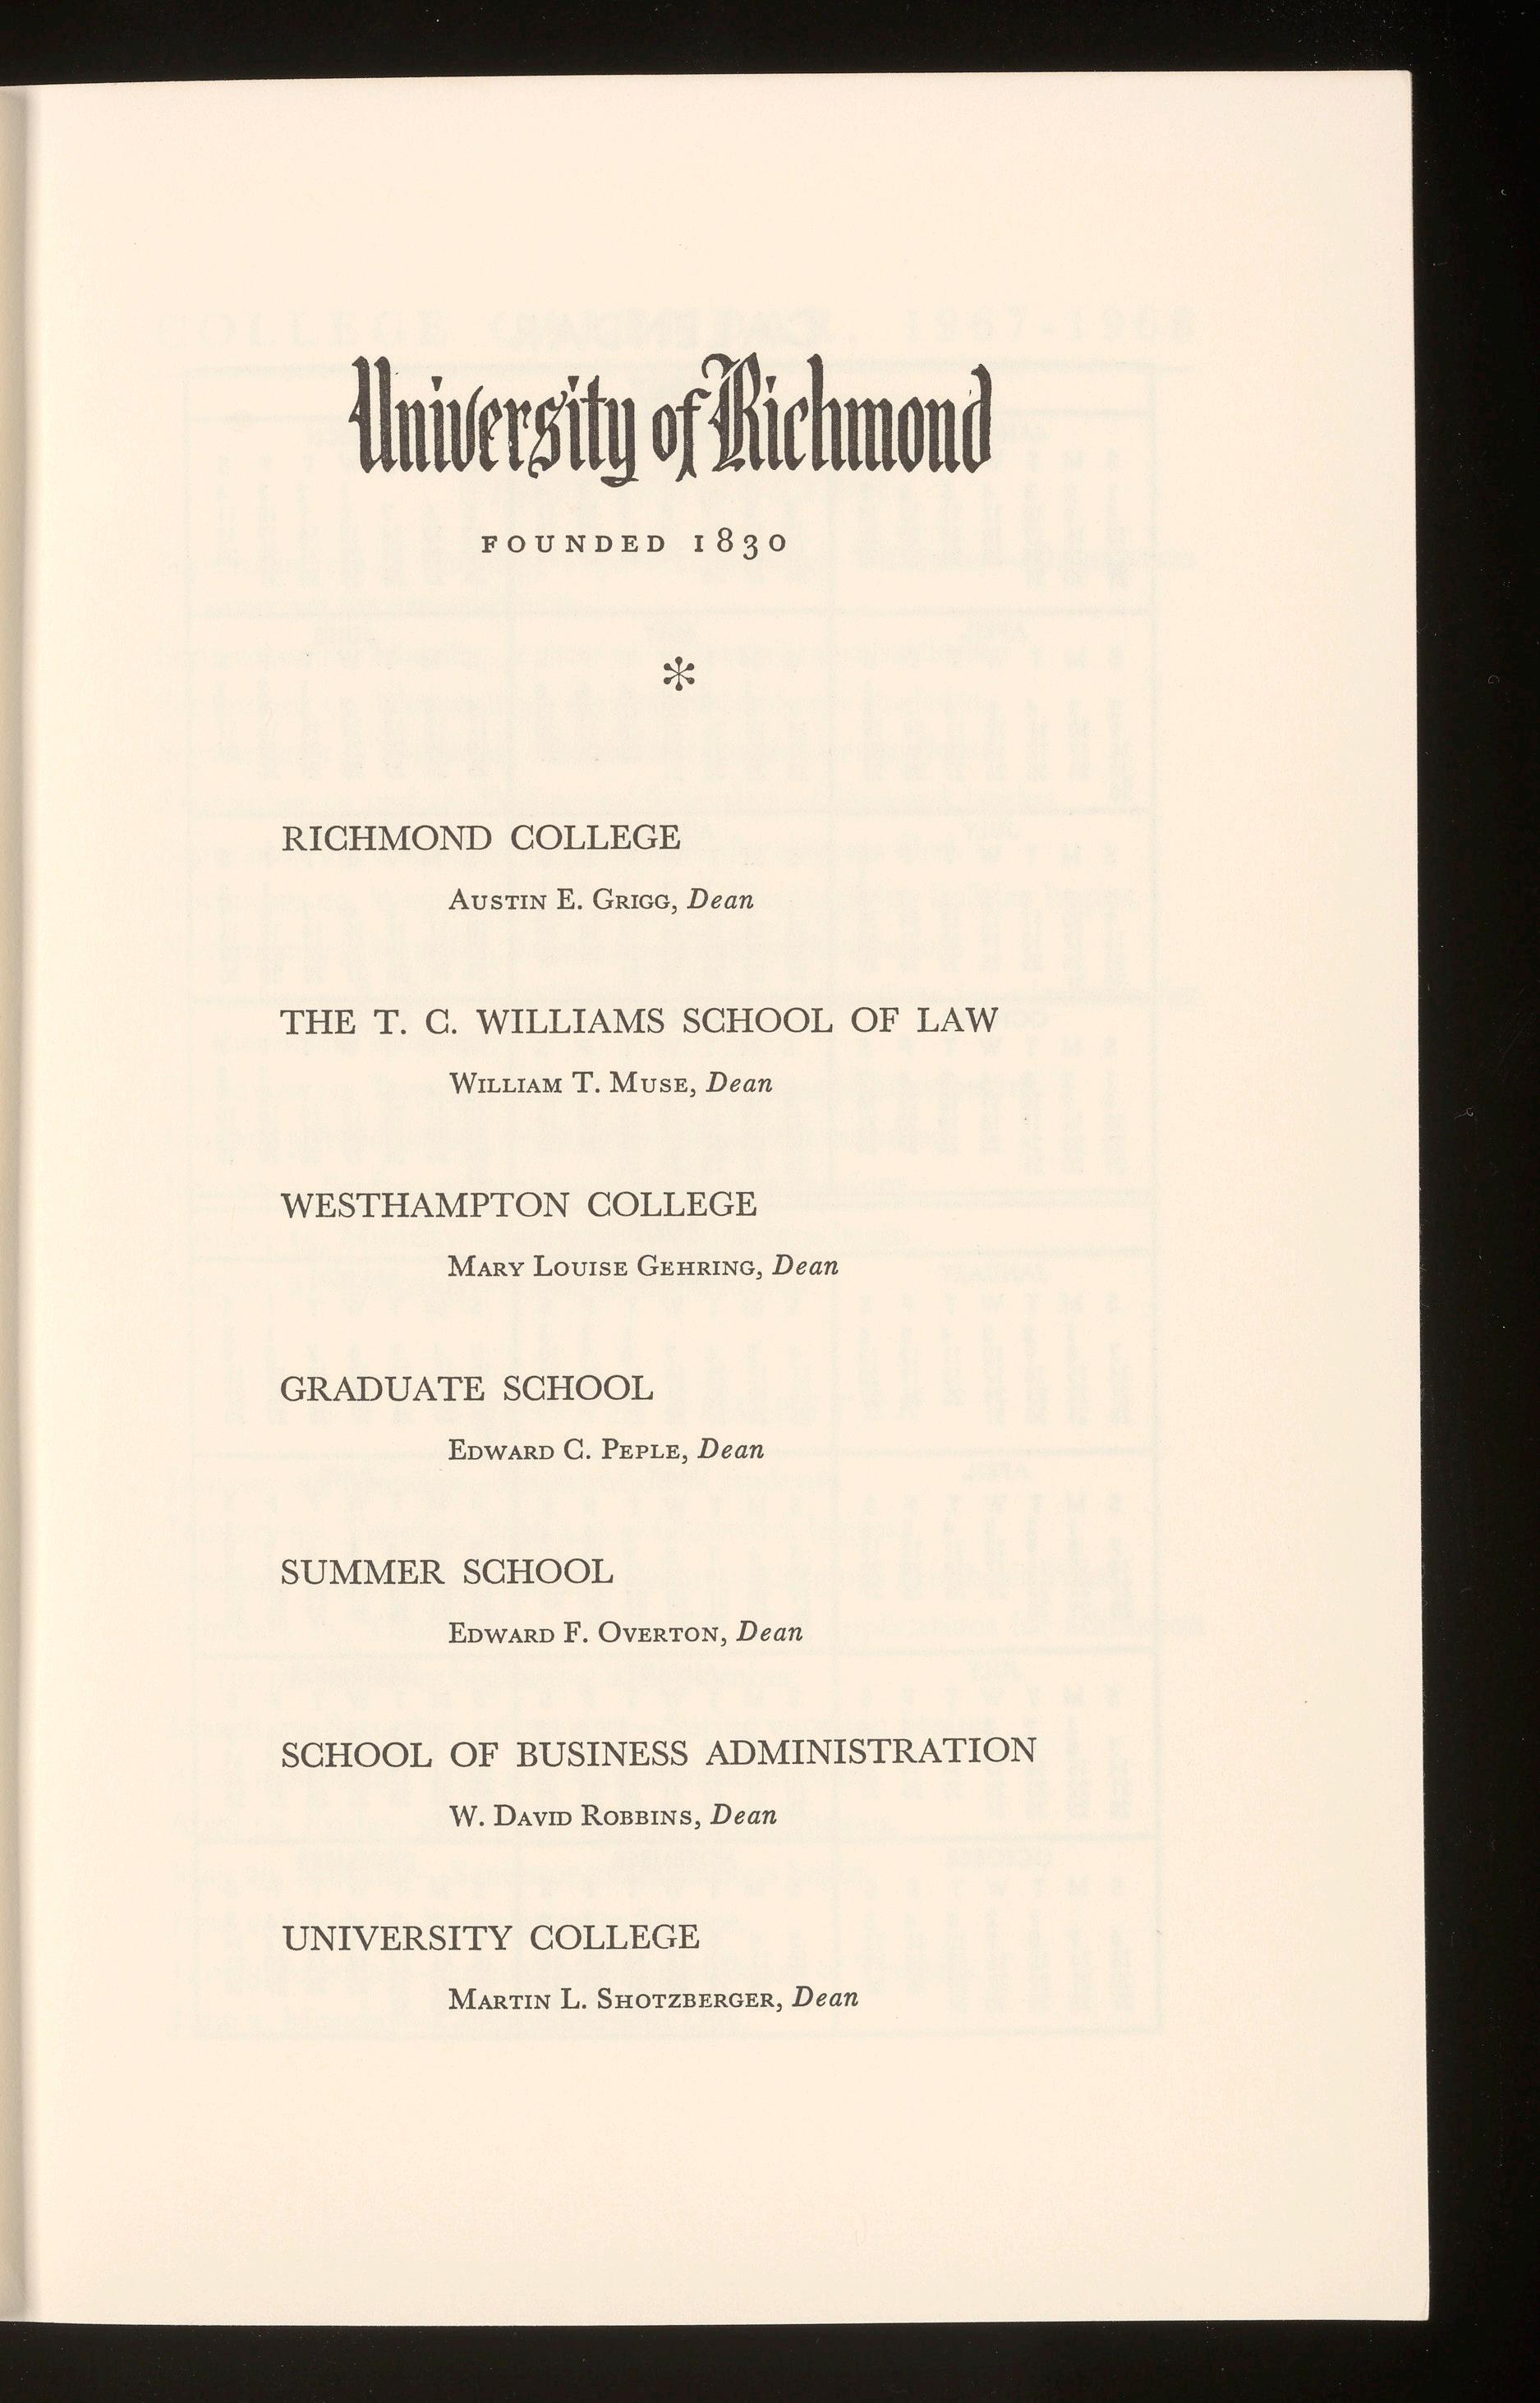 University of Richmond
FOUNDED 1830
*
RICHMOND COLLEGE
AUSTIN E. GRIGG, Dean
THE T. C. WILLIAMS SCHOOL OF LAW
WILLIAM T. MUSE, Dean
WESTHAMPTON COLLEGE
MARY LOUISE GEHRING, Dean
GRADUATE SCHOOL
EDWARD C. PEPLE, Dean
SUMMER SCHOOL
EDWARD F. OVERTON, Dean
SCHOOL OF BUSINESS ADMINISTRATION
W. DAVID ROBBINS, Dean
UNIVERSITY COLLEGE
MARTIN L. SHOTZBERGER, Dean